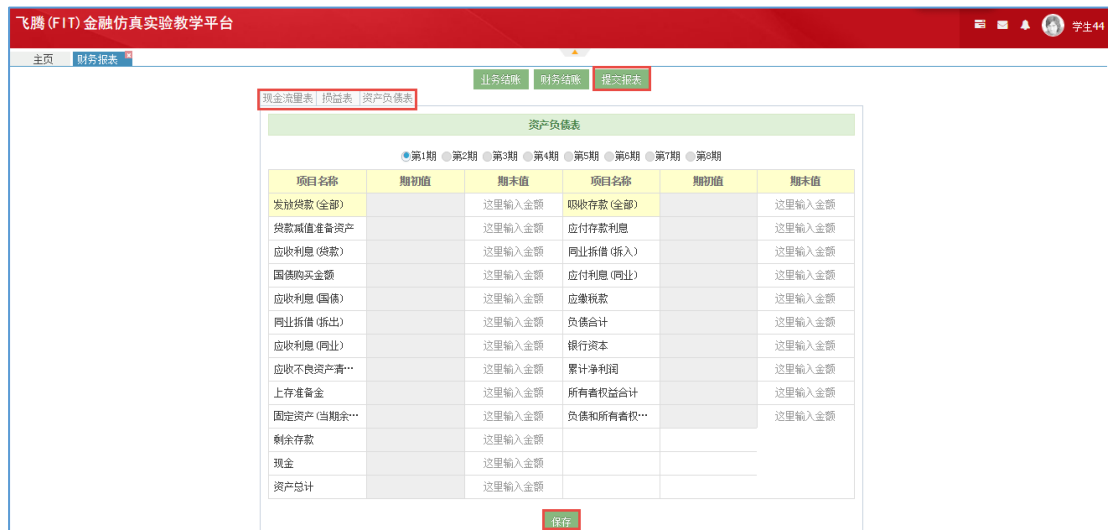 飞腾(FIT)金融仿真实验教学平台
学生44
主页 财务报表
业务结账 财务结账 提交报表
现金流量表 损益表 资产负债表
资产负债表
第1期 第2期 第3期 第4期 第5期 第6期 第7期 第8期
项目名称 期初值 期末值 项目名称 期初值 期末值
发放贷款(全部) 这里输入金额 吸收存款(全部) 这里输入金额
贷款减值准备资产 这里输入金额 应付存款利息 这里输入金额
应收利息(贷款) 这里输入金额 同业拆借(拆入) 这里输入金额
国债购买金额 这里输入金额 应付利息(同业) 这里输入金额
应收利息(国债) 这里输入金额 应缴税款 这里输入金额
同业拆借(拆出) 这里输入金额 负债合计 这里输入金额
应收利息(同业) 这里输入金额 银行资本 这里输入金额
应收不良资产清… 这里输入金额 累计净利润 这里输入金额
上存准备金 这里输入金额 所有者权益合计 这里输入金额
固定资产(当期余… 这里输入金额 负债和所有者权… 这里输入金额
剩余存款 这里输入金额
现金 这里输入金额
资产总计 这里输入金额
保存